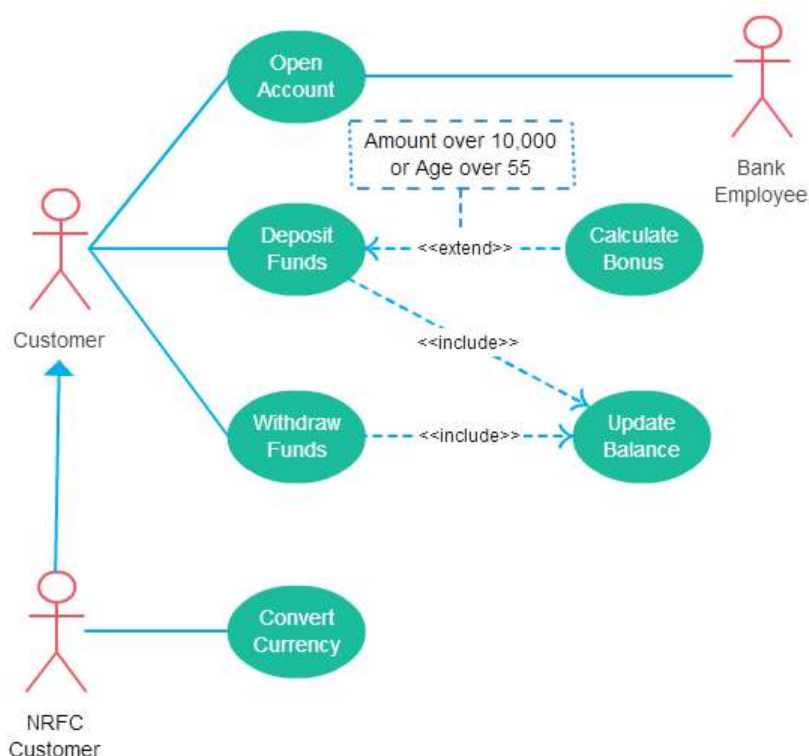 Open
Account
Amount over 10,000
or Age over 55
Bank
Employee
Deposit
Funds
<<extend>>
Calculate
Bonus
Customer
<<include>>
Withdraw
Funds
<<include>>
Update
Balance
Convert
Currency
NRFC
Customer